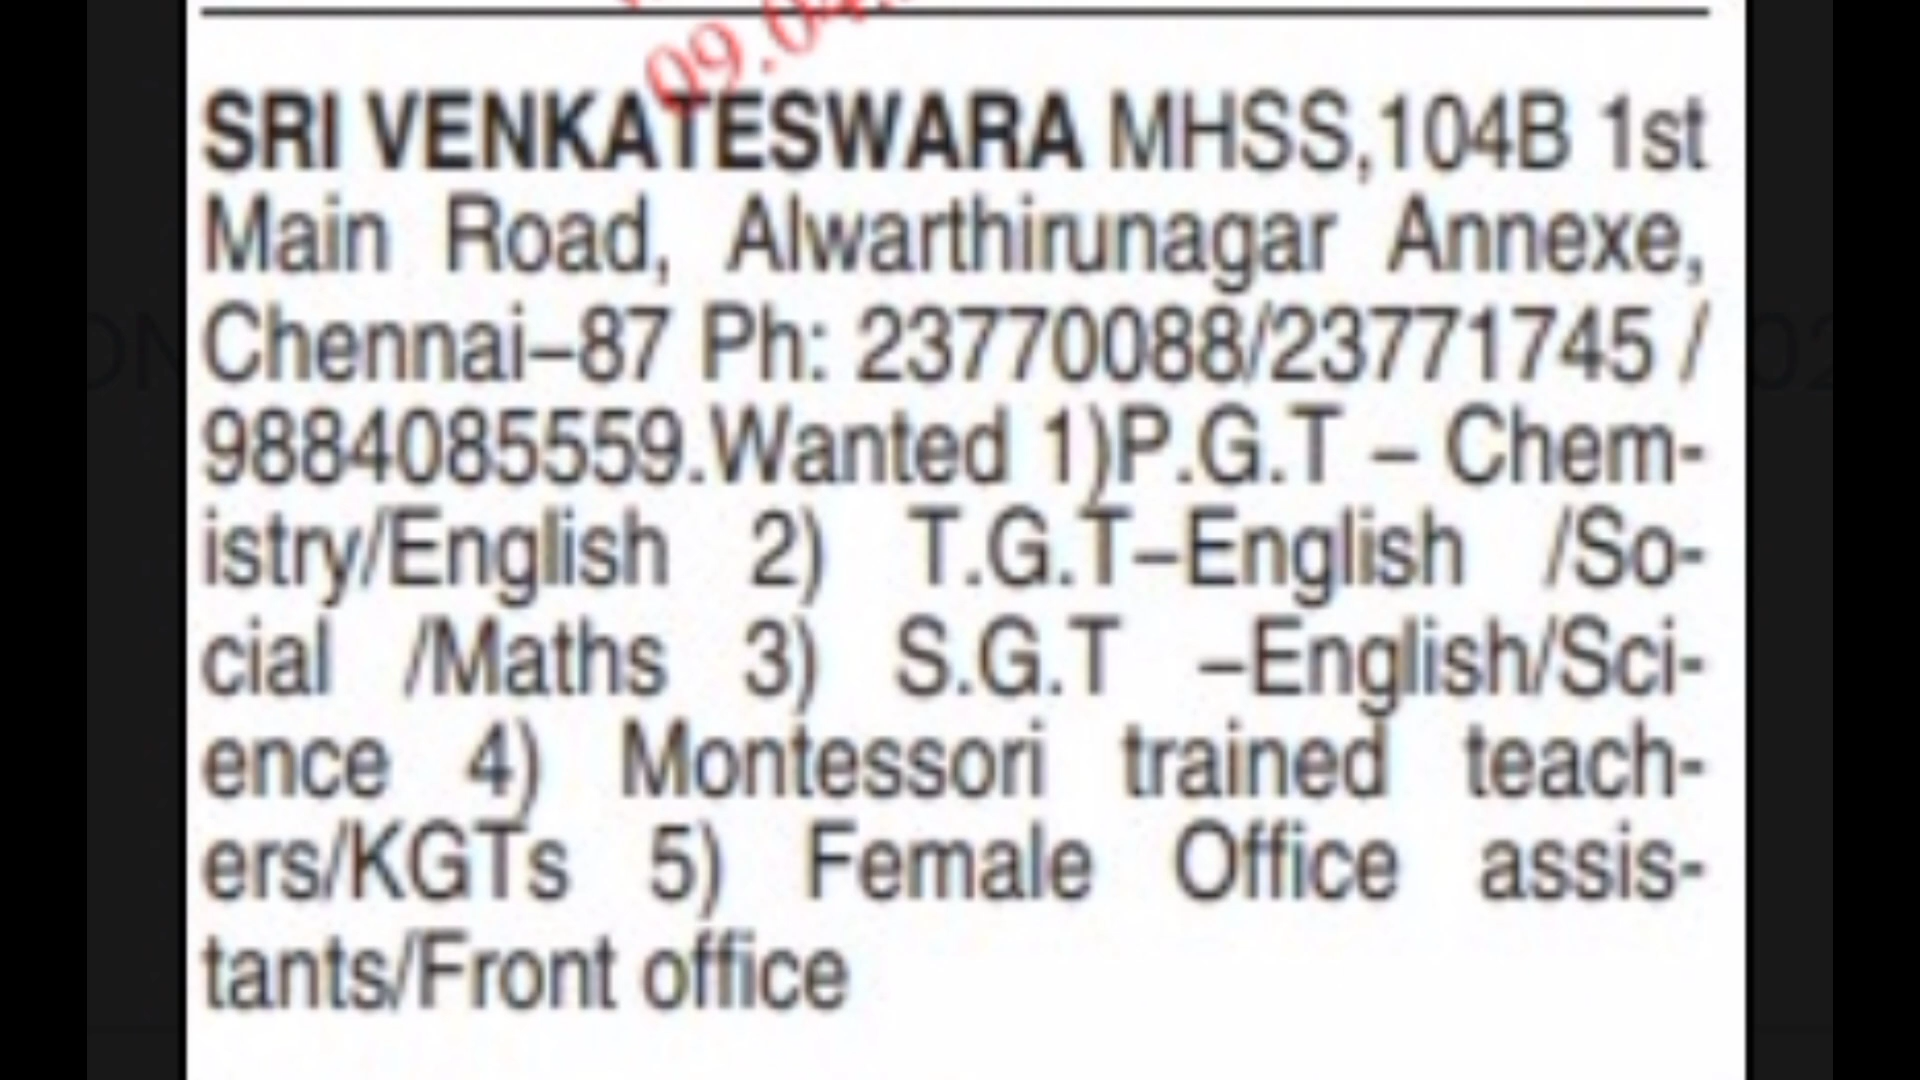 09.04.
SRI VENKATESWARA MHSS,104B 1st
Main Road, Alwarthirunagar Annexe,
Chennai–87 Ph: 23770088/23771745 /
9884085559.Wanted 1)P.G.T – Chem-
istry/English 2) T.G.T–English /So-
cial /Maths 3) S.G.T –English/Sci-
ence 4) Montessori trained teach-
ers/KGTs 5) Female Office assis-
tants/Front office